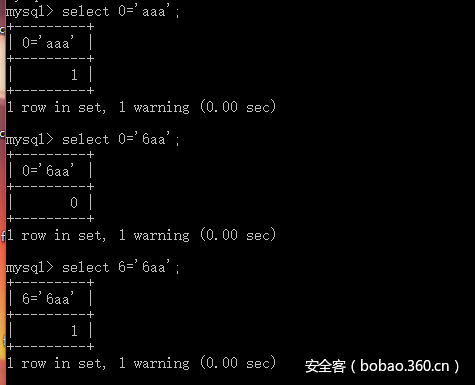 mysql> select 0='aaa';
+---------+
| 0='aaa' |
+---------+
|       1 |
+---------+
1 row in set, 1 warning (0.00 sec)
mysql> select 0='6aa';
+---------+
| 0='6aa' |
+---------+
|       0 |
+---------+
1 row in set, 1 warning (0.00 sec)
mysql> select 6='6aa';
+---------+
| 6='6aa' |
+---------+
|       1 |
+---------+
1 row in set, 1 warning (0.00 sec)
安全客（bobao.360.cn）